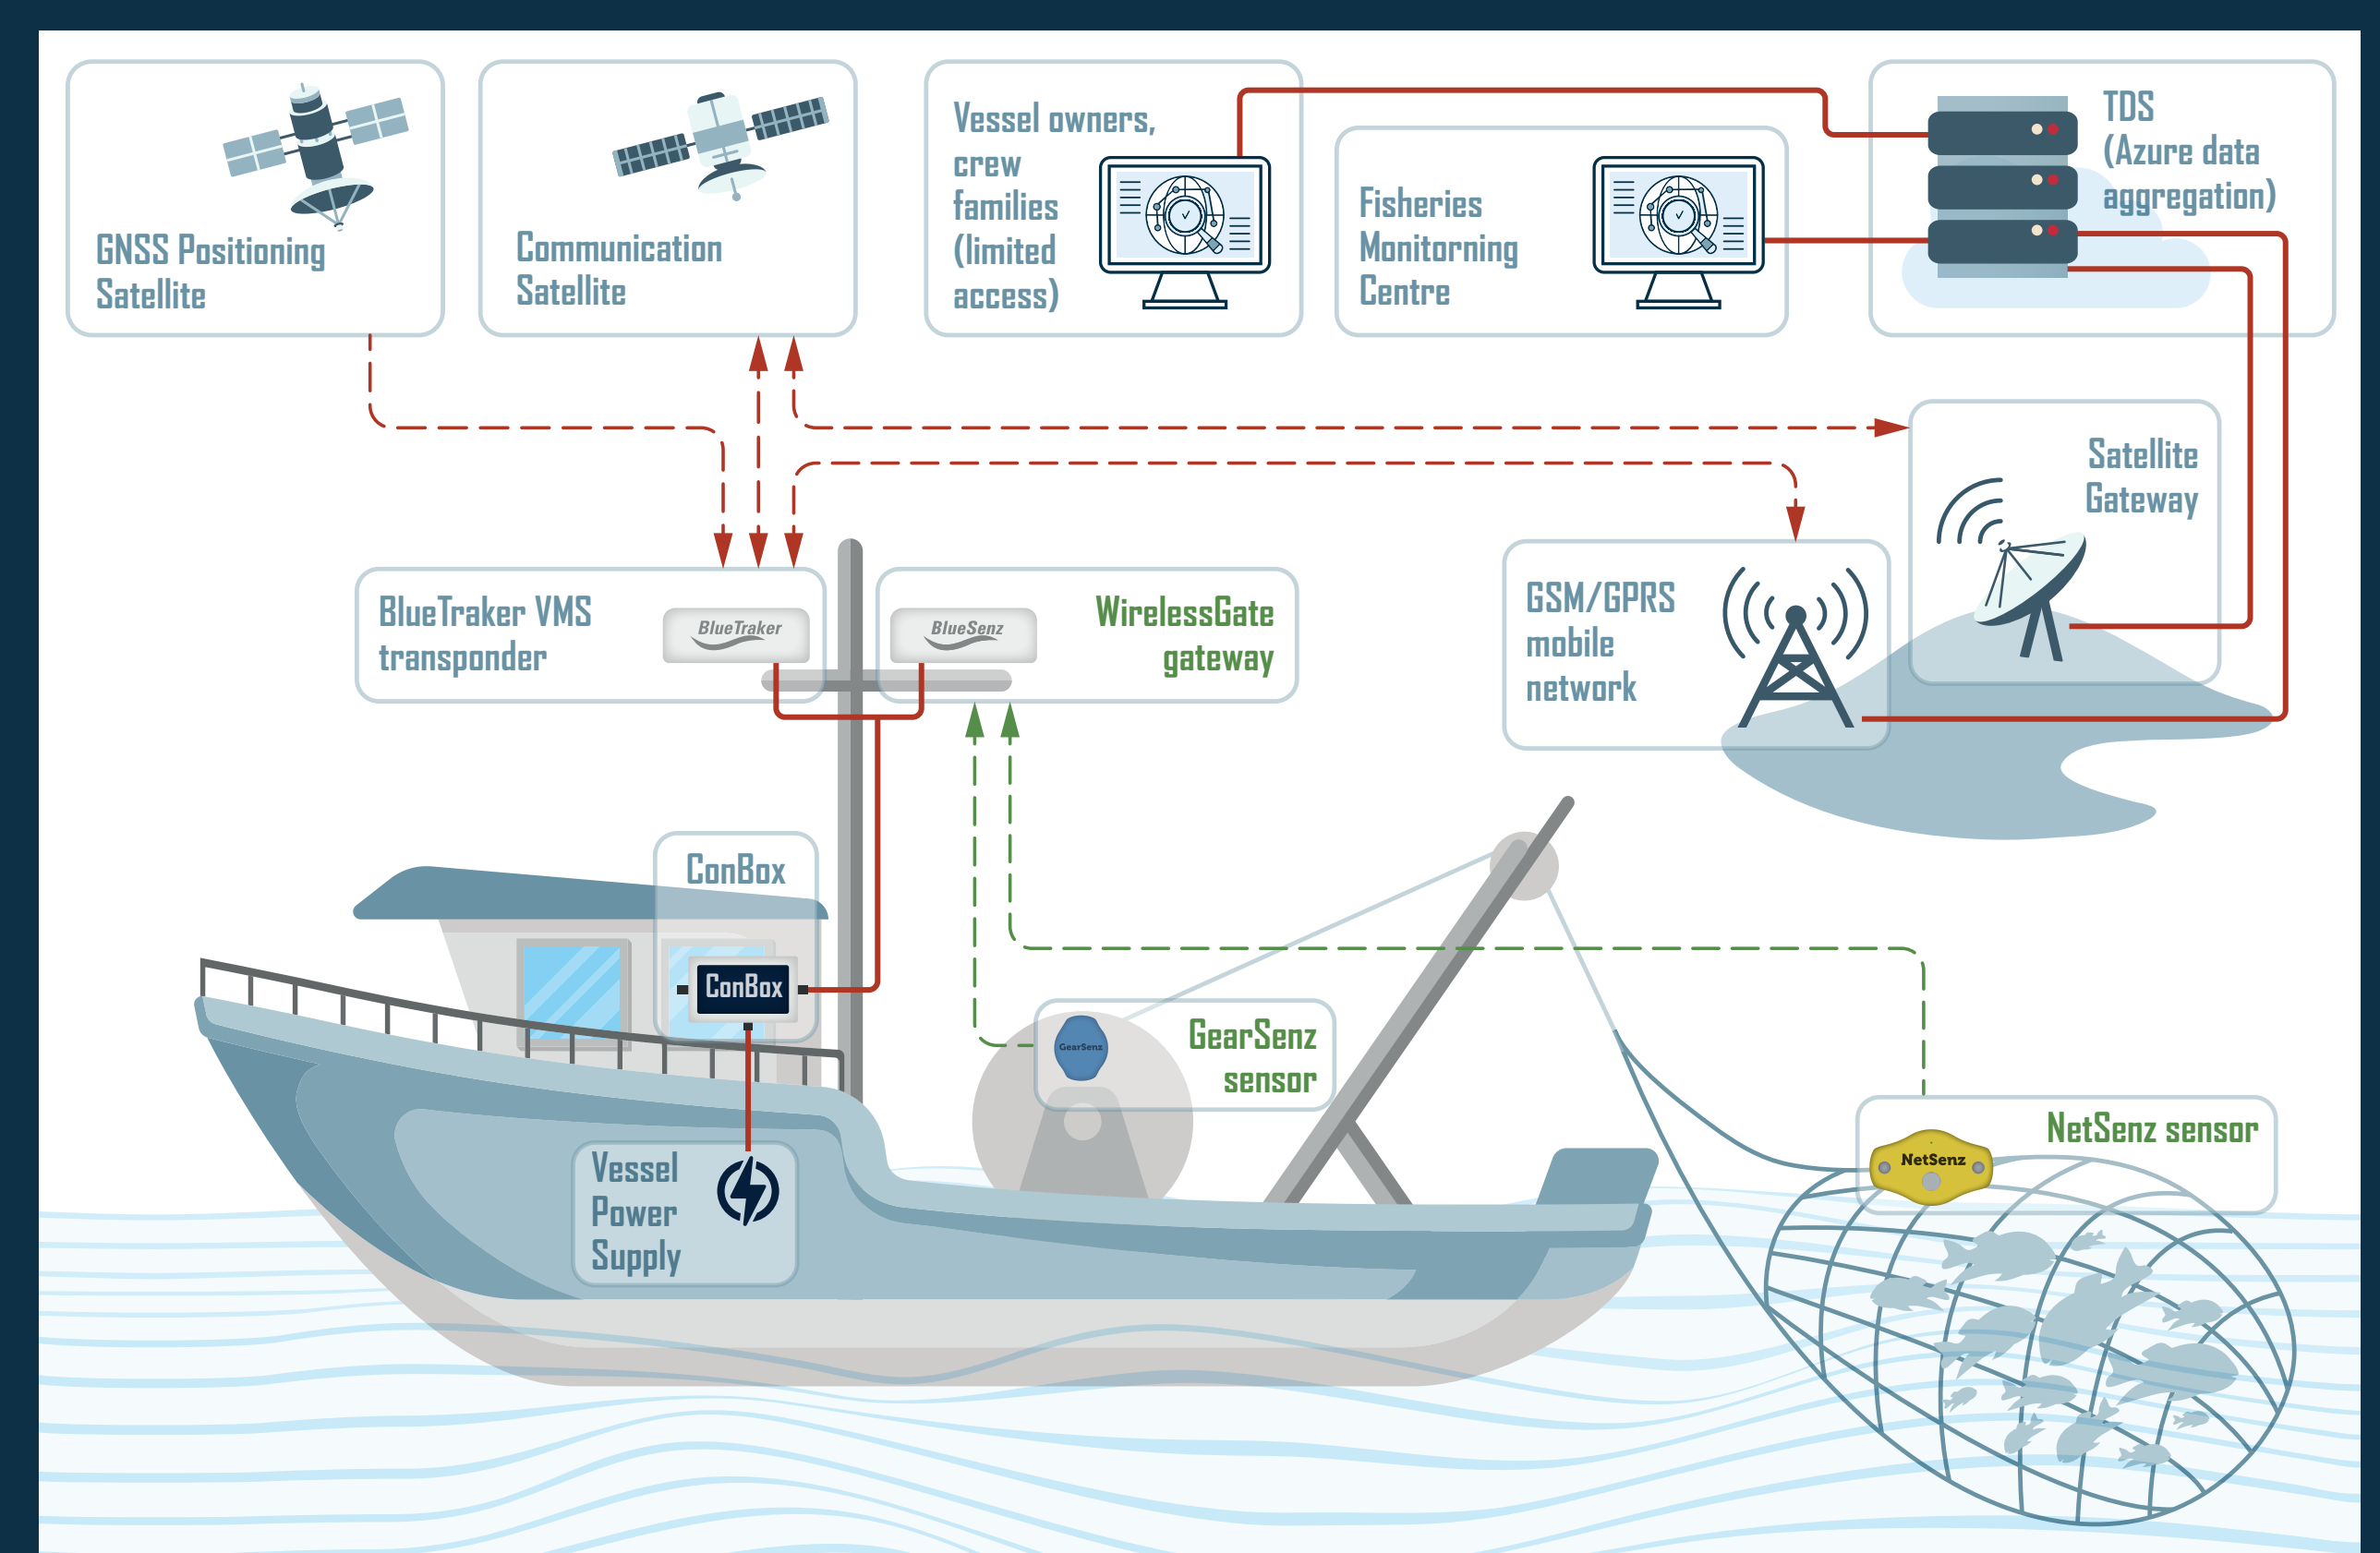 GNSS Positioning
Satellite
Communication
Satellite
Vessel owners,
crew
families
(limited
access)
Fisheries
Monitorning
Centre
TDS
(Azure data
aggregation)
Satellite
Gateway
BlueTraker VMS
transponder
BlueTraker
BlueSenz
WirelessGate
gateway
GSM/GPRS
mobile
network
ConBox
ConBox
GearSenz
GearSenz
sensor
NetSenz sensor
NetSenz
Vessel
Power
Supply